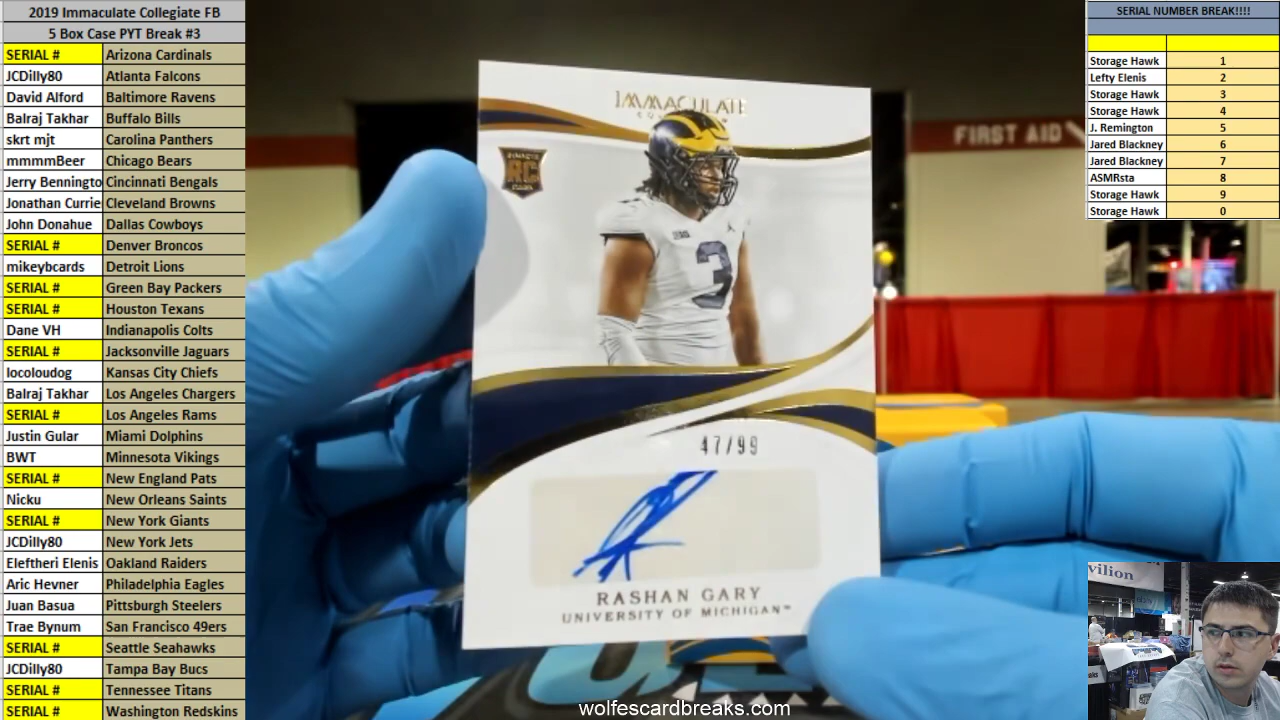 2019 Immaculate Collegiate FB
5 Box Case PYT Break #3
SERIAL # Arizona Cardinals
JCDilly80 Atlanta Falcons
David Alford Baltimore Ravens
Balraj Takhar Buffalo Bills
skrt mjt Carolina Panthers
mmmmBeer Chicago Bears
Jerry Benningto Cincinnati Bengals
Jonathan Currie Cleveland Browns
John Donahue Dallas Cowboys
SERIAL # Denver Broncos
mikeybcards Detroit Lions
SERIAL # Green Bay Packers
SERIAL # Houston Texans
Dane VH Indianapolis Colts
SERIAL # Jacksonville Jaguars
locoloudog Kansas City Chiefs
Balraj Takhar Los Angeles Chargers
SERIAL # Los Angeles Rams
Justin Gular Miami Dolphins
BWT Minnesota Vikings
SERIAL # New England Pats
Nicku New Orleans Saints
SERIAL # New York Giants
JCDilly80 New York Jets
Eleftheri Elenis Oakland Raiders
Aric Hevner Philadelphia Eagles
Juan Basua Pittsburgh Steelers
Trae Bynum San Francisco 49ers
SERIAL # Seattle Seahawks
JCDilly80 Tampa Bay Bucs
SERIAL # Tennessee Titans
SERIAL # Washington Redskins
IMMACULATE
RC
3
47/99
RASHAN GARY
UNIVERSITY OF MICHIGAN™
FIRST AID
wolfescardbreaks.com
SERIAL NUMBER BREAK!!!!
Storage Hawk 1
Lefty Elenis 2
Storage Hawk 3
Storage Hawk 4
J. Remington 5
Jared Blackney 6
Jared Blackney 7
ASMRsta 8
Storage Hawk 9
Storage Hawk 0
vilion